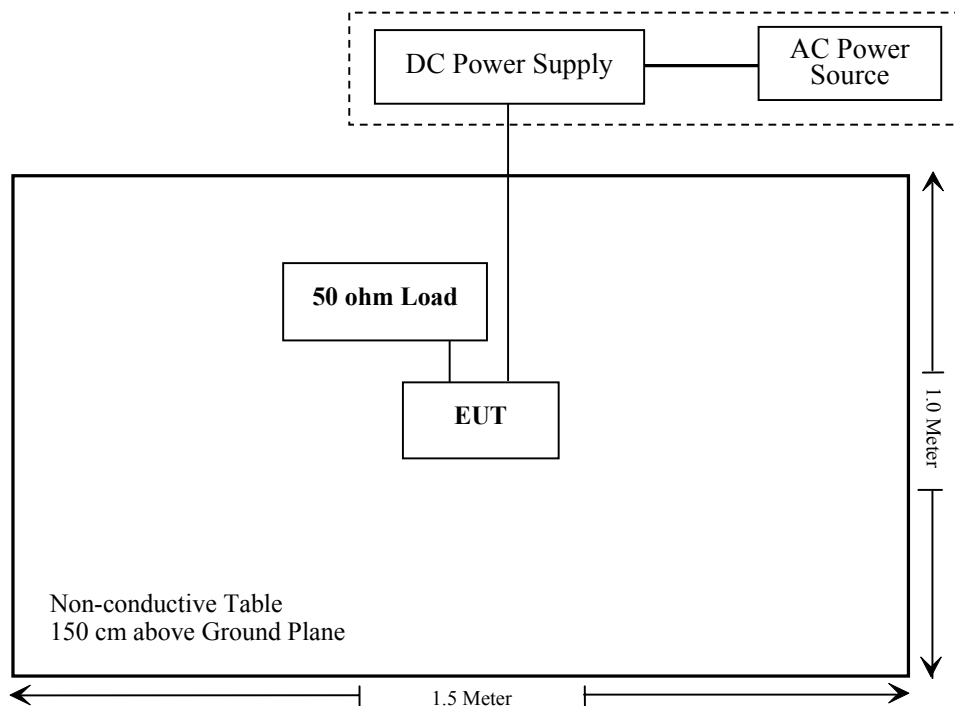 DC Power Supply
AC Power
Source
50 ohm Load
EUT
1.0 Meter
Non-conductive Table
150 cm above Ground Plane
1.5 Meter